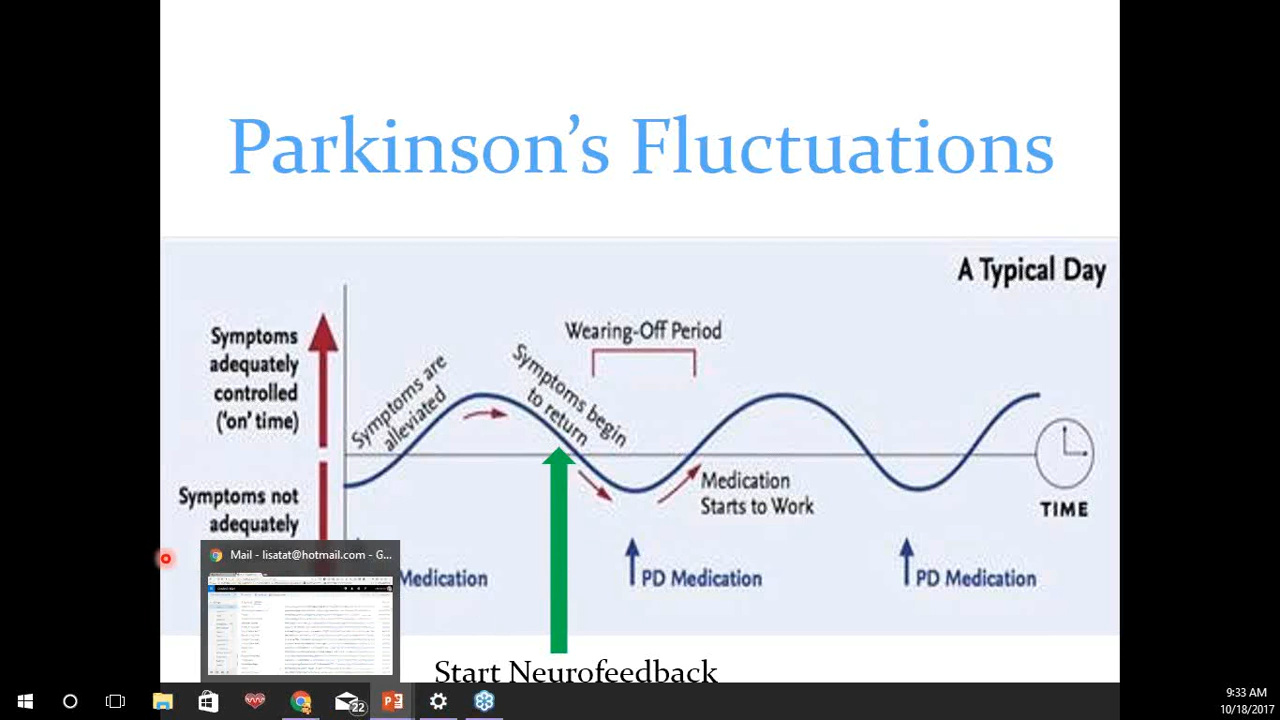 Parkinson's Fluctuations
A Typical Day
Symptoms
adequately
controlled
('on' time)
Symptoms are
alleviated
Symptoms begin
to return
Wearing-Off Period
Symptoms not
adequately
Medication
Starts to Work
TIME
Mail - lisatat@hotmail.com - G...
Medication
PD Medication
PD Medication
Start Neurofeedback
22
9:33 AM
10/18/2017